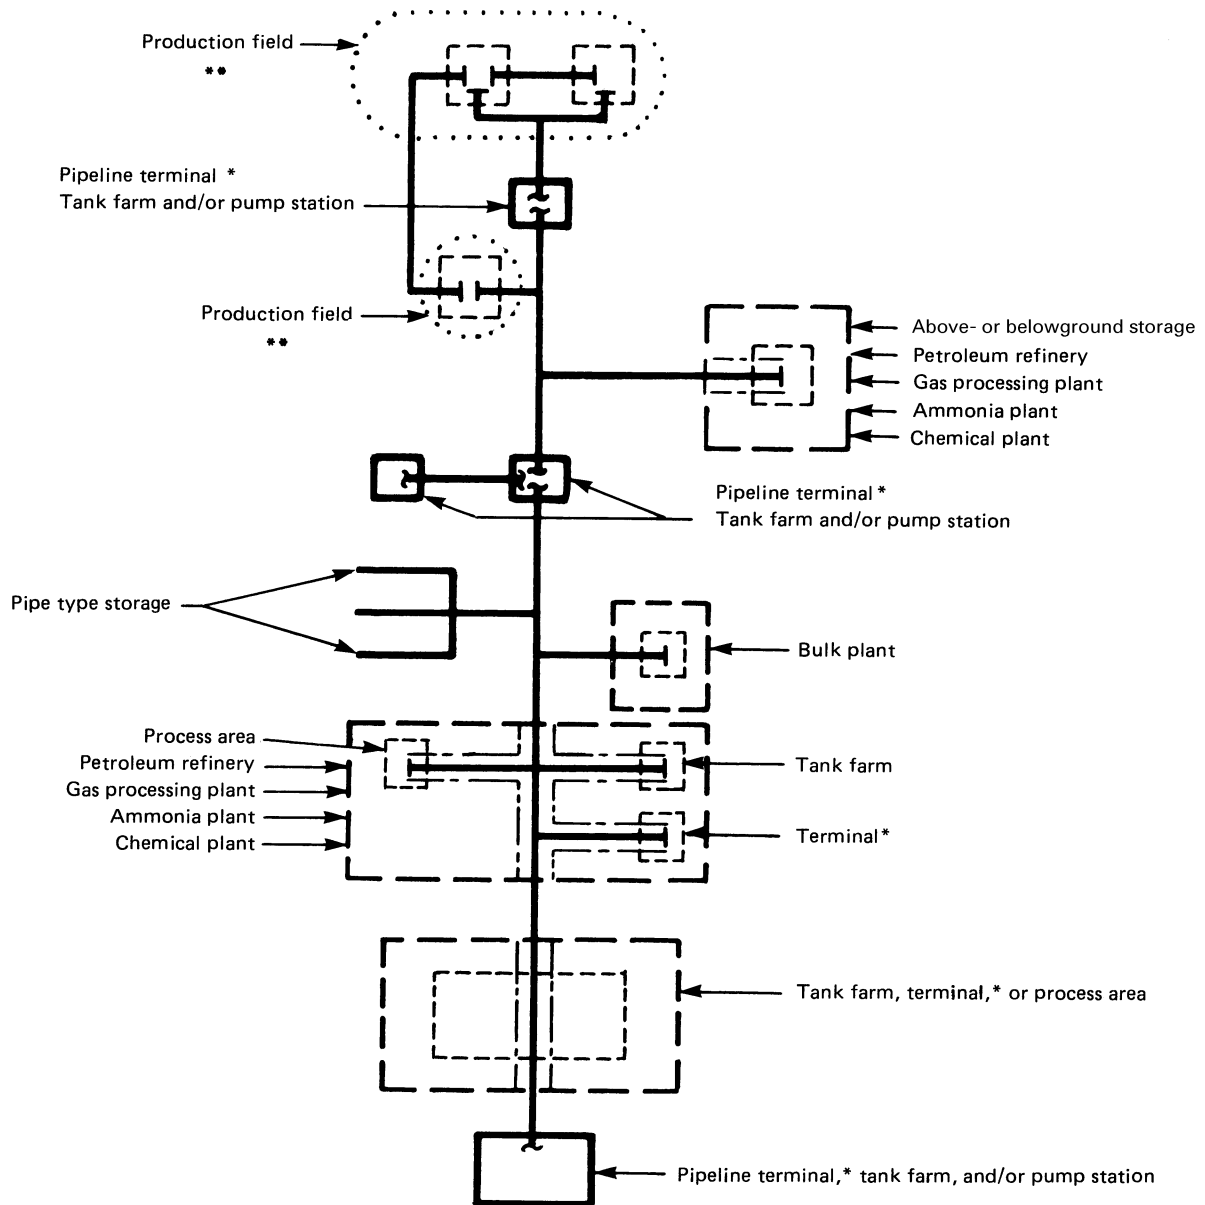 Production field
**
Pipeline terminal *
Tank farm and/or pump station
Production field
**
Above- or belowground storage
Petroleum refinery
Gas processing plant
Ammonia plant
Chemical plant
Pipeline terminal *
Tank farm and/or pump station
Pipe type storage
Bulk plant
Process area
Petroleum refinery
Gas processing plant
Ammonia plant
Chemical plant
Tank farm
Terminal*
Tank farm, terminal,* or process area
Pipeline terminal,* tank farm, and/or pump station